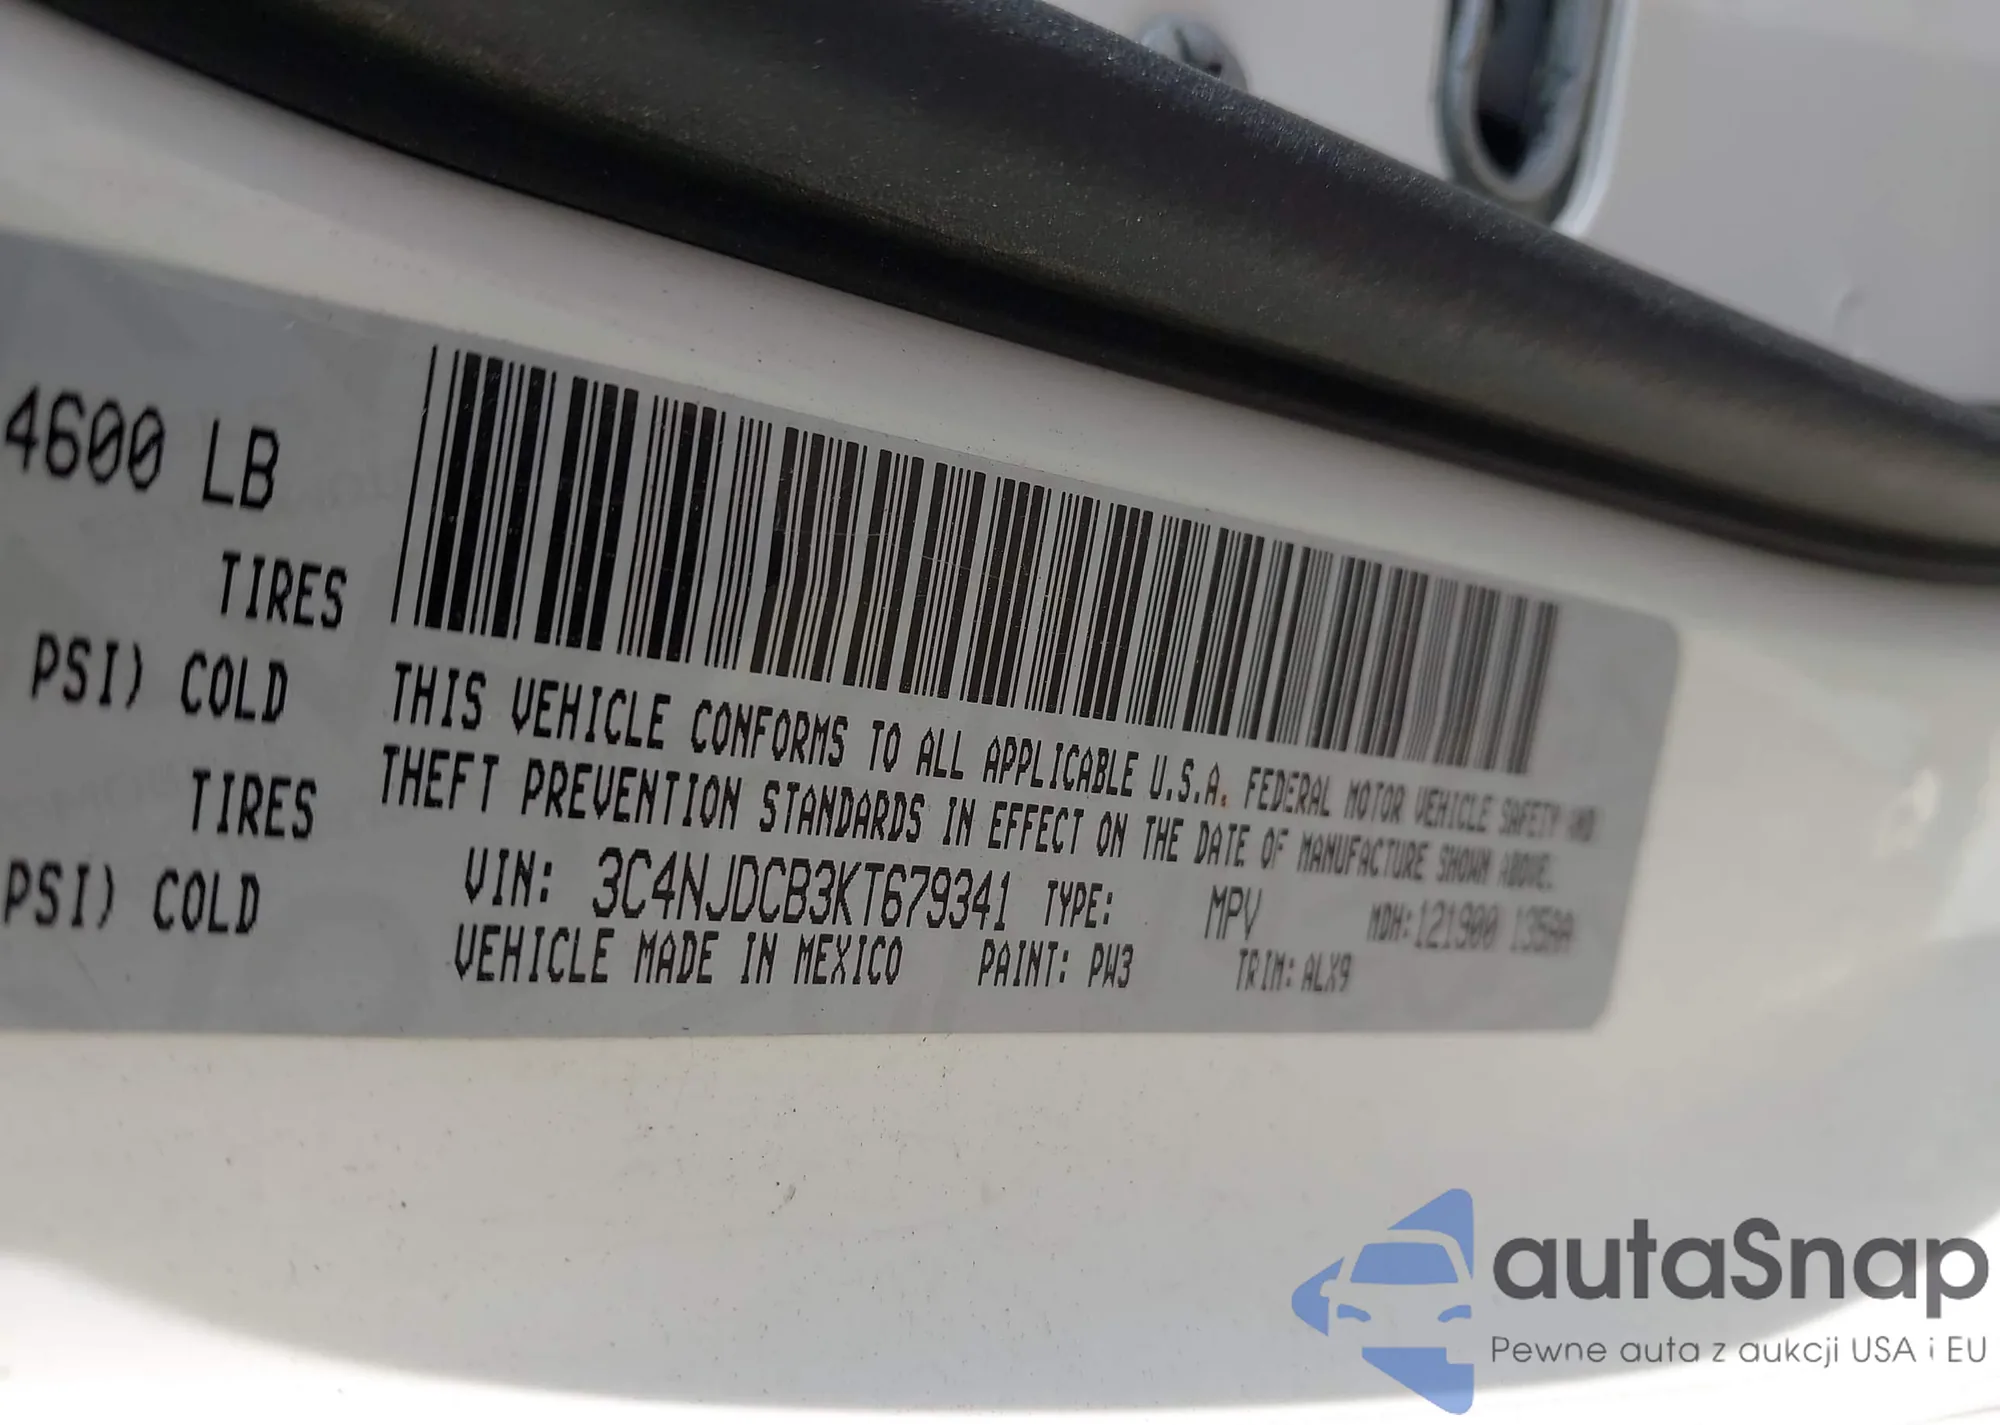 4600 LB
TIRES
PSI) COLD
TIRES
PSI) COLD
THIS VEHICLE CONFORMS TO ALL APPLICABLE U.S.A. FEDERAL MOTOR VEHICLE SAFETY AND
THEFT PREVENTION STANDARDS IN EFFECT ON THE DATE OF MANUFACTURE SHOWN ABOVE.
VIN: 3C4NJDCB3KT679341 TYPE: MPV MDH: 121900 135AA
VEHICLE MADE IN MEXICO PAINT: PW3 TRIM: ALX9
autaSnap
Pewne auta z aukcji USA i EU